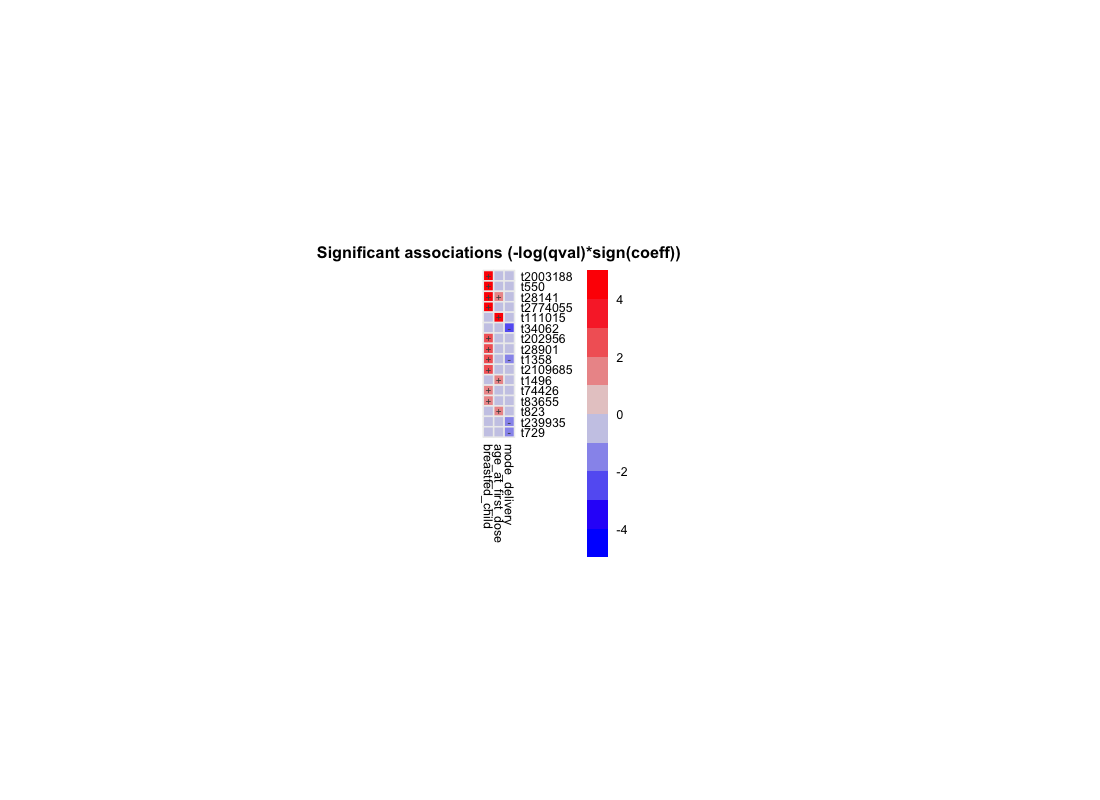 Significant associations (-log(qval)*sign(coeff))
t2003188
t550
t28141
t2774055
t111015
t34062
t202956
t28901
t1358
t2109685
t1496
t74426
t83655
t823
t239935
t729
breastfed_child
age_at_first_dose
mode_delivery
4
2
0
-2
-4